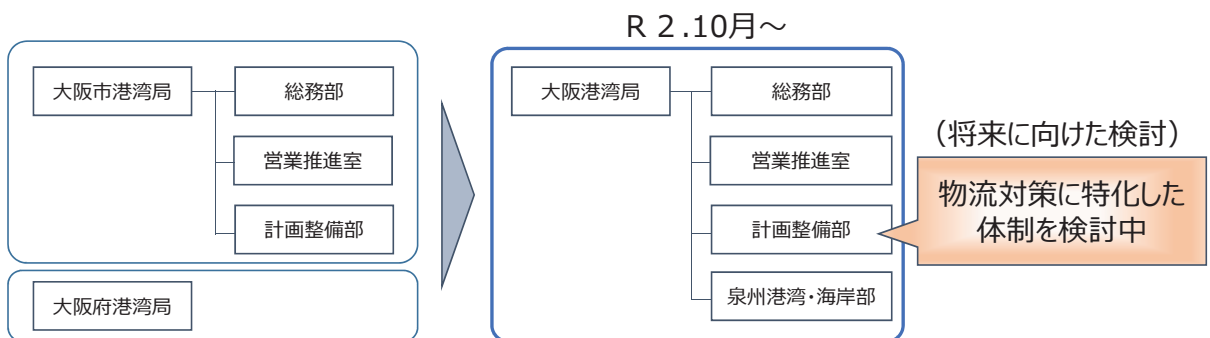 R 2.10月～
大阪市港湾局
総務部
営業推進室
計画整備部
大阪府港湾局
大阪港湾局
総務部
営業推進室
計画整備部
泉州港湾・海岸部
（将来に向けた検討）
物流対策に特化した
体制を検討中